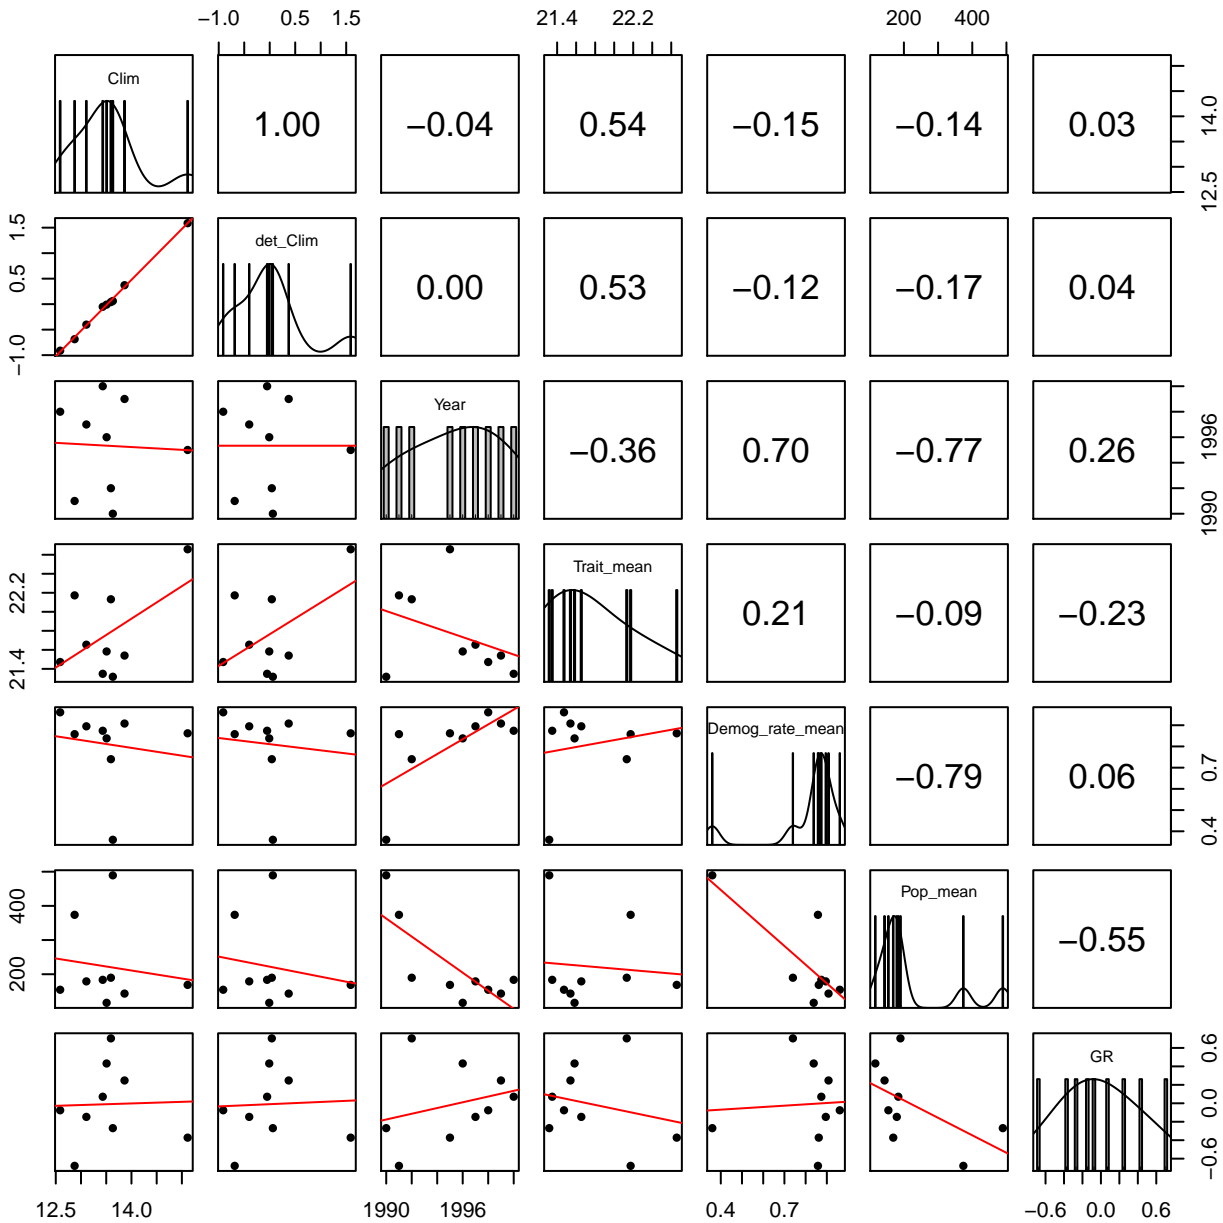 −1.0 0.5 1.5 21.4 22.2 200 400
Clim
1.00 −0.04 0.54 −0.15 −0.14 0.03
12.5 14.0
−1.0 0.5 1.5
det_Clim
0.00 0.53 −0.12 −0.17 0.04
Year
−0.36 0.70 −0.77 0.26
1990 1996
21.4 22.2
Trait_mean
0.21 −0.09 −0.23
Demog_rate_mean
−0.79 0.06
0.4 0.7
200 400
Pop_mean
−0.55
GR
−0.6 0.0 0.6
12.5 14.0 1990 1996 0.4 0.7 −0.6 0.0 0.6